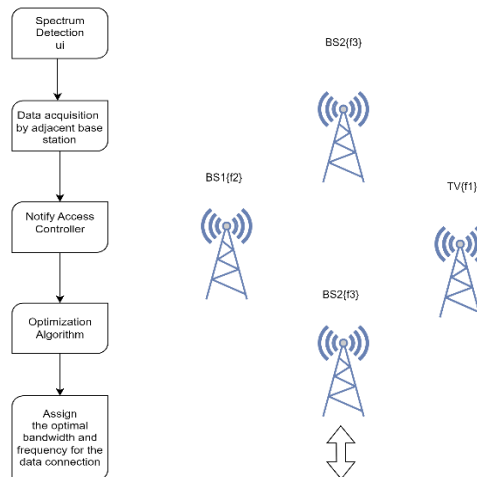 Spectrum
Detection
ui
Data acquisition
by adjacent base
station
Notify Access
Controller
Optimization
Algorithm
Assign
the optimal
bandwidth and
frequency for the
data connection
BS2{f3}
BS1{f2}
TV{f1}
BS2{f3}